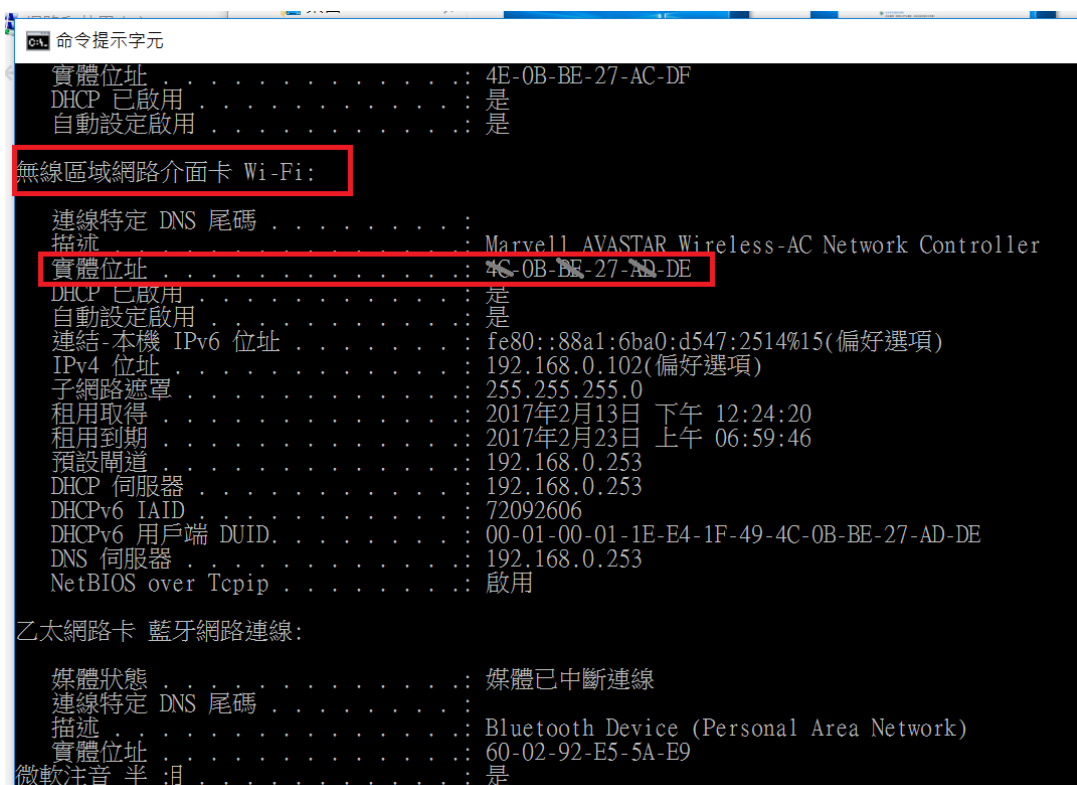 命令提示字元
實體位址 . . . . . . . . . . . . .: 4E-0B-BE-27-AC-DF
DHCP 已啟用 . . . . . . . . . . . .: 是
自動設定啟用 . . . . . . . . . . .: 是
無線區域網路介面卡 Wi-Fi:
連線特定 DNS 尾碼 . . . . . . . . .:
描述 . . . . . . . . . . . . . . .: Marvell AVASTAR Wireless-AC Network Controller
實體位址 . . . . . . . . . . . . .: 4C-0B-BE-27-AD-DE
DHCP 已啟用 . . . . . . . . . . . .: 是
自動設定啟用 . . . . . . . . . . .: 是
連結-本機 IPv6 位址 . . . . . . . .: fe80::88a1:6ba0:d547:2514%15(偏好選項)
IPv4 位址 . . . . . . . . . . . . .: 192.168.0.102(偏好選項)
子網路遮罩 . . . . . . . . . . . .: 255.255.255.0
租用取得 . . . . . . . . . . . . .: 2017年2月13日 下午 12:24:20
租用到期 . . . . . . . . . . . . .: 2017年2月23日 上午 06:59:46
預設閘道 . . . . . . . . . . . . .: 192.168.0.253
DHCP 伺服器 . . . . . . . . . . . .: 192.168.0.253
DHCPv6 IAID . . . . . . . . . . . .: 72092606
DHCPv6 用戶端 DUID. . . . . . . . .: 00-01-00-01-1E-E4-1F-49-4C-0B-BE-27-AD-DE
DNS 伺服器 . . . . . . . . . . . .: 192.168.0.253
NetBIOS over Tcpip . . . . . . . .: 啟用
乙太網路卡 藍牙網路連線:
媒體狀態 . . . . . . . . . . . . .: 媒體已中斷連線
連線特定 DNS 尾碼 . . . . . . . . .:
描述 . . . . . . . . . . . . . . .: Bluetooth Device (Personal Area Network)
實體位址 . . . . . . . . . . . . .: 60-02-92-E5-5A-E9
微軟注音 半 : . . . . . . . . . . . .: 是